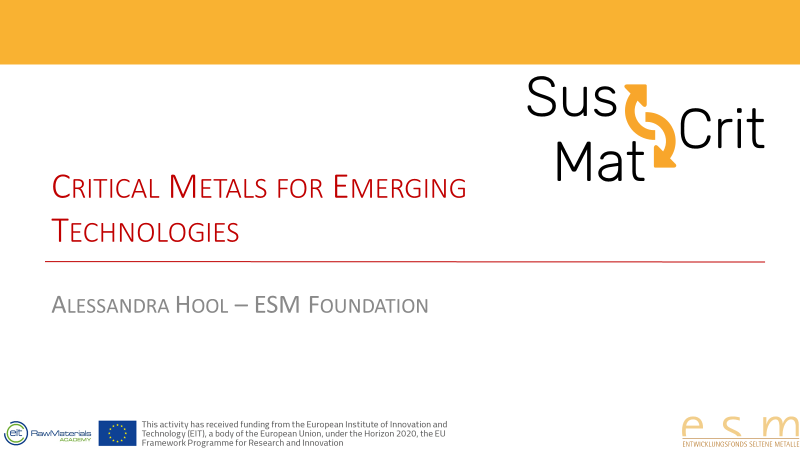 Sus Crit
Mat
Critical Metals for Emerging
Technologies
Alessandra Hool – ESM Foundation
eit RawMaterials
ACADEMY
This activity has received funding from the European Institute of Innovation and
Technology (EIT), a body of the European Union, under the Horizon 2020, the EU
Framework Programme for Research and Innovation
esm
ENTWICKLUNGSFONDS SELTENE METALLE